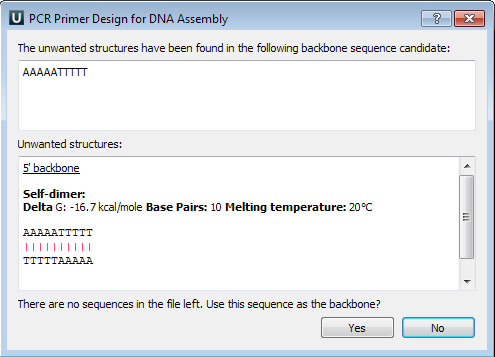 PCR Primer Design for DNA Assembly
The unwanted structures have been found in the following backbone sequence candidate:
AAAAATTTTT
Unwanted structures:
5' backbone
Self-dimer:
Delta G: -16.7 kcal/mole Base Pairs: 10 Melting temperature: 20°C
AAAAATTTTT
||||||||||
TTTTTAAAAA
There are no sequences in the file left. Use this sequence as the backbone?
Yes No